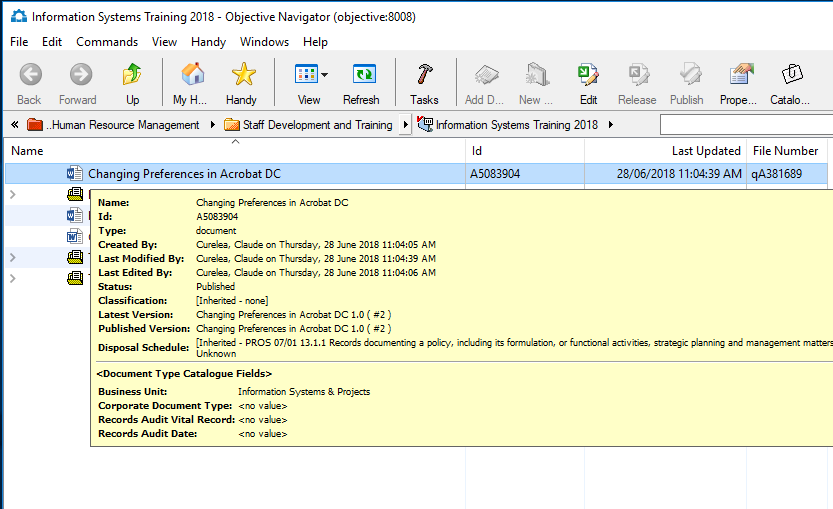 Information Systems Training 2018 - Objective Navigator (objective:8008)
File Edit Commands View Handy Windows Help
Back Forward Up My H... Handy View Refresh Tasks Add D... New ... Edit Release Publish Prope... Catalo...
« ..Human Resource Management Staff Development and Training Information Systems Training 2018
Name Id Last Updated File Number
Changing Preferences in Acrobat DC A5083904 28/06/2018 11:04:39 AM qA381689
Name: Changing Preferences in Acrobat DC
Id: A5083904
Type: document
Created By: Curelea, Claude on Thursday, 28 June 2018 11:04:05 AM
Last Modified By: Curelea, Claude on Thursday, 28 June 2018 11:04:39 AM
Last Edited By: Curelea, Claude on Thursday, 28 June 2018 11:04:06 AM
Status: Published
Classification: [Inherited - none]
Latest Version: Changing Preferences in Acrobat DC 1.0 ( #2 )
Published Version: Changing Preferences in Acrobat DC 1.0 ( #2 )
Disposal Schedule: [Inherited - PROS 07/01 13.1.1 Records documenting a policy, including its formulation, or functional activities, strategic planning and management matters
Unknown
<Document Type Catalogue Fields>
Business Unit: Information Systems & Projects
Corporate Document Type: <no value>
Records Audit Vital Record: <no value>
Records Audit Date: <no value>